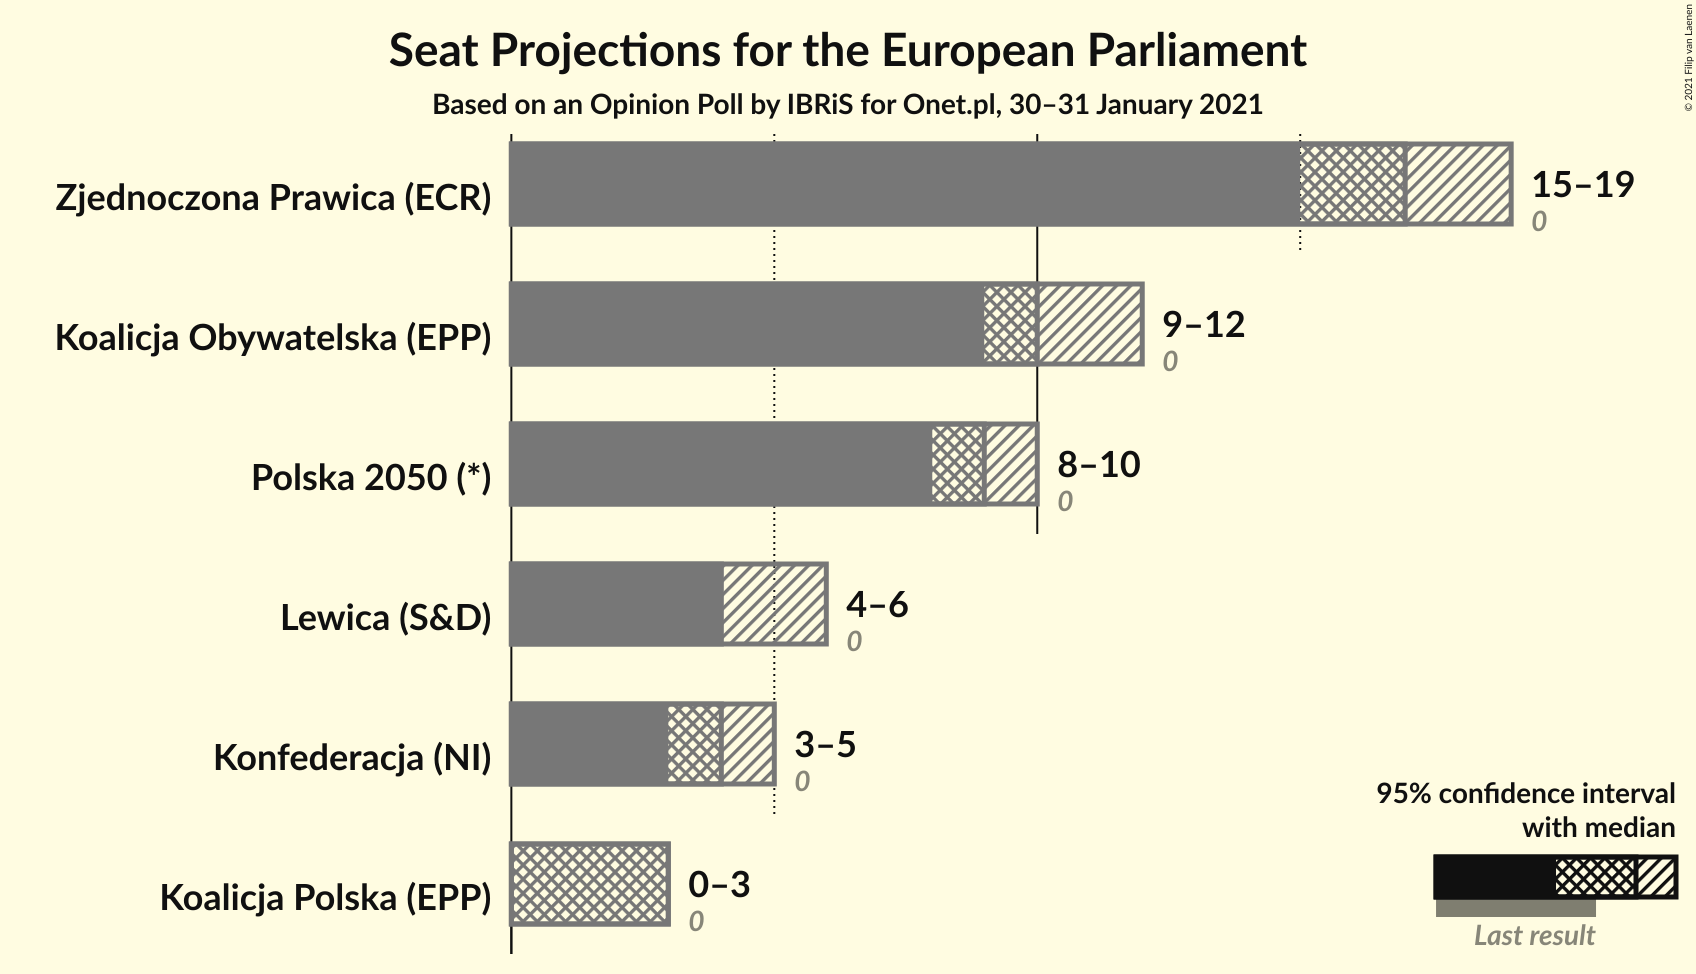 Seat Projections for the European Parliament
Based on an Opinion Poll by IBRiS for Onet.pl, 30–31 January 2021
© 2021 Filip van Laenen
Zjednoczona Prawica (ECR)
15–19
0
Koalicja Obywatelska (EPP)
9–12
0
Polska 2050 (*)
8–10
0
Lewica (S&D)
4–6
0
Konfederacja (NI)
3–5
0
Koalicja Polska (EPP)
0–3
0
95% confidence interval
with median
Last result